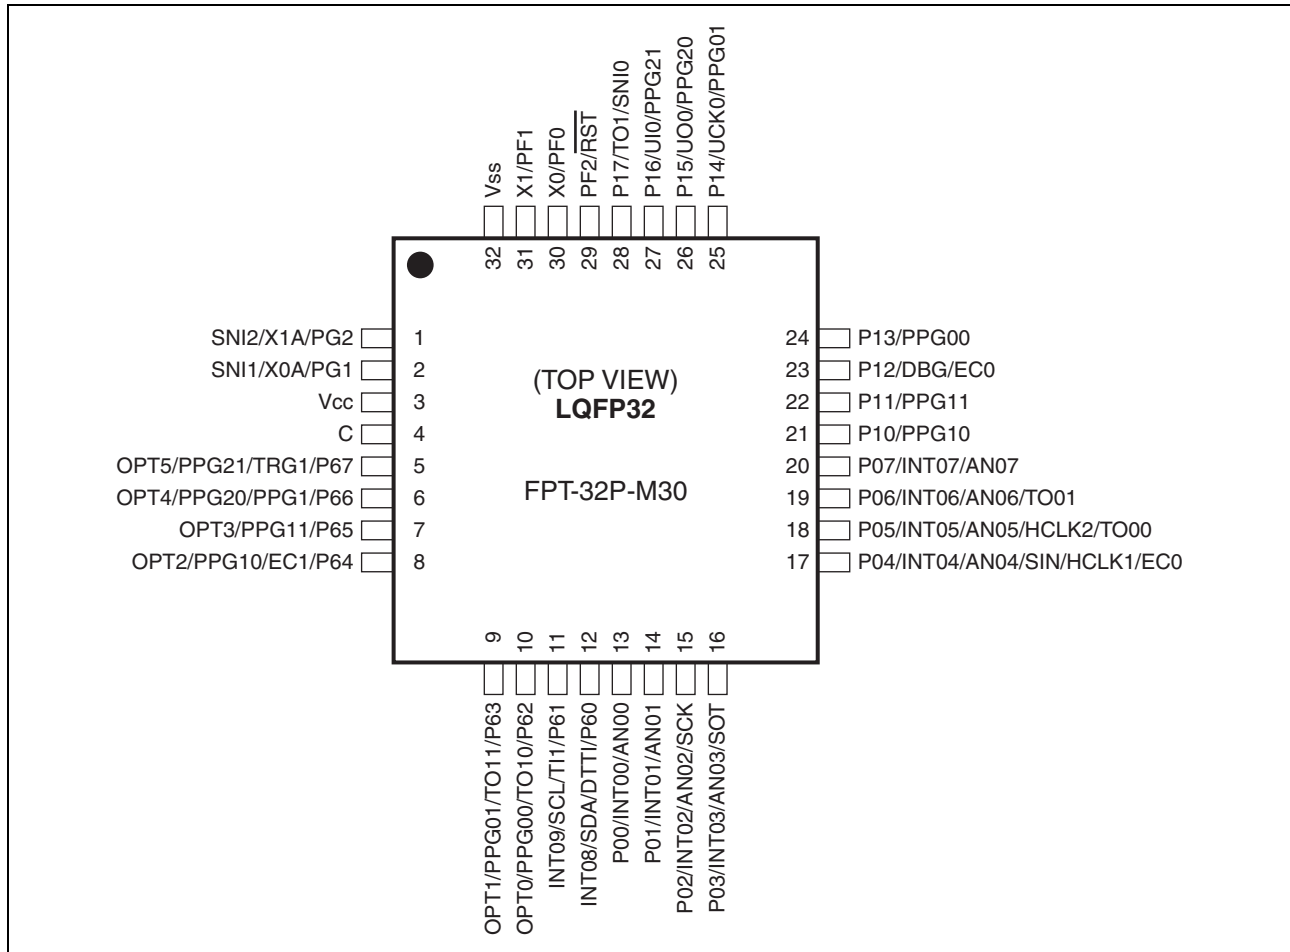 Vss
X1/PF1
X0/PF0
PF2/RST
P17/TO1/SNI0
P16/UI0/PPG21
P15/UO0/PPG20
P14/UCK0/PPG01
32
31
30
29
28
27
26
25
SNI2/X1A/PG2
1
SNI1/X0A/PG1
2
Vcc
3
C
4
OPT5/PPG21/TRG1/P67
5
OPT4/PPG20/PPG1/P66
6
OPT3/PPG11/P65
7
OPT2/PPG10/EC1/P64
8
(TOP VIEW)
LQFP32
FPT-32P-M30
24
P13/PPG00
23
P12/DBG/EC0
22
P11/PPG11
21
P10/PPG10
20
P07/INT07/AN07
19
P06/INT06/AN06/TO01
18
P05/INT05/AN05/HCLK2/TO00
17
P04/INT04/AN04/SIN/HCLK1/EC0
9
10
11
12
13
14
15
16
OPT1/PPG01/TO11/P63
OPT0/PPG00/TO10/P62
INT09/SCL/TI1/P61
INT08/SDA/DTTI/P60
P00/INT00/AN00
P01/INT01/AN01
P02/INT02/AN02/SCK
P03/INT03/AN03/SOT